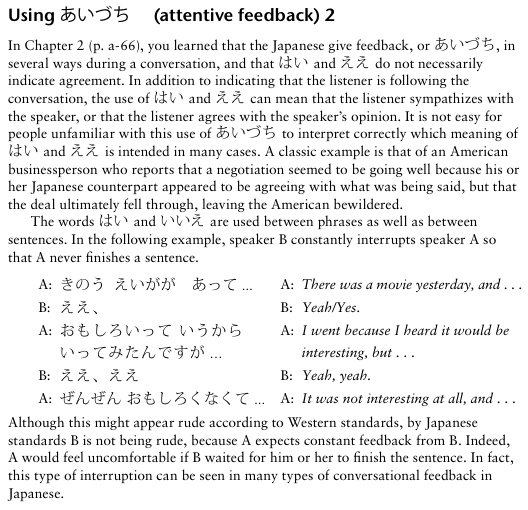 Using あいづち (attentive feedback) 2
In Chapter 2 (p. a-66), you learned that the Japanese give feedback, or あいづち, in
several ways during a conversation, and that はい and ええ do not necessarily
indicate agreement. In addition to indicating that the listener is following the
conversation, the use of はい and ええ can mean that the listener sympathizes with
the speaker, or that the listener agrees with the speaker's opinion. It is not easy for
people unfamiliar with this use of あいづち to interpret correctly which meaning of
はい and ええ is intended in many cases. A classic example is that of an American
businessperson who reports that a negotiation seemed to be going well because his or
her Japanese counterpart appeared to be agreeing with what was being said, but that
the deal ultimately fell through, leaving the American bewildered.
The words はい and いいえ are used between phrases as well as between
sentences. In the following example, speaker B constantly interrupts speaker A so
that A never finishes a sentence.
A: きのう えいがが あって ... A: There was a movie yesterday, and . . .
B: ええ、 B: Yeah/Yes.
A: おもしろいって いうから A: I went because I heard it would be
いってみたんですが ... interesting, but . . .
B: ええ、ええ B: Yeah, yeah.
A: ぜんぜん おもしろくなくて ... A: It was not interesting at all, and . . .
Although this might appear rude according to Western standards, by Japanese
standards B is not being rude, because A expects constant feedback from B. Indeed,
A would feel uncomfortable if B waited for him or her to finish the sentence. In fact,
this type of interruption can be seen in many types of conversational feedback in
Japanese.